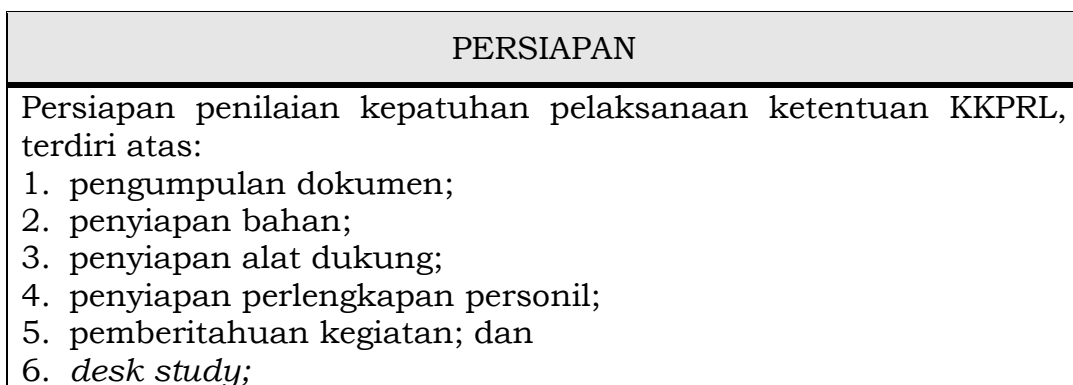 PERSIAPAN
Persiapan penilaian kepatuhan pelaksanaan ketentuan KKPRL,
terdiri atas:
1. pengumpulan dokumen;
2. penyiapan bahan;
3. penyiapan alat dukung;
4. penyiapan perlengkapan personil;
5. pemberitahuan kegiatan; dan
6. desk study;